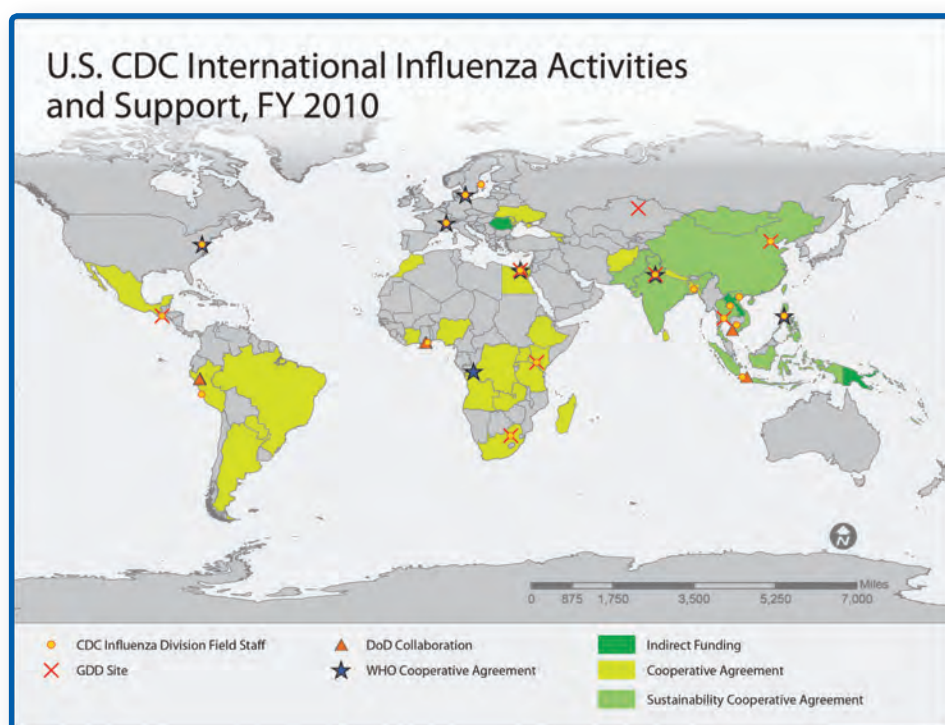 U.S. CDC International Influenza Activities
and Support, FY 2010
N
Miles
0 875 1,750 3,500 5,250 7,000
CDC Influenza Division Field Staff
GDD Site
DoD Collaboration
WHO Cooperative Agreement
Indirect Funding
Cooperative Agreement
Sustainability Cooperative Agreement